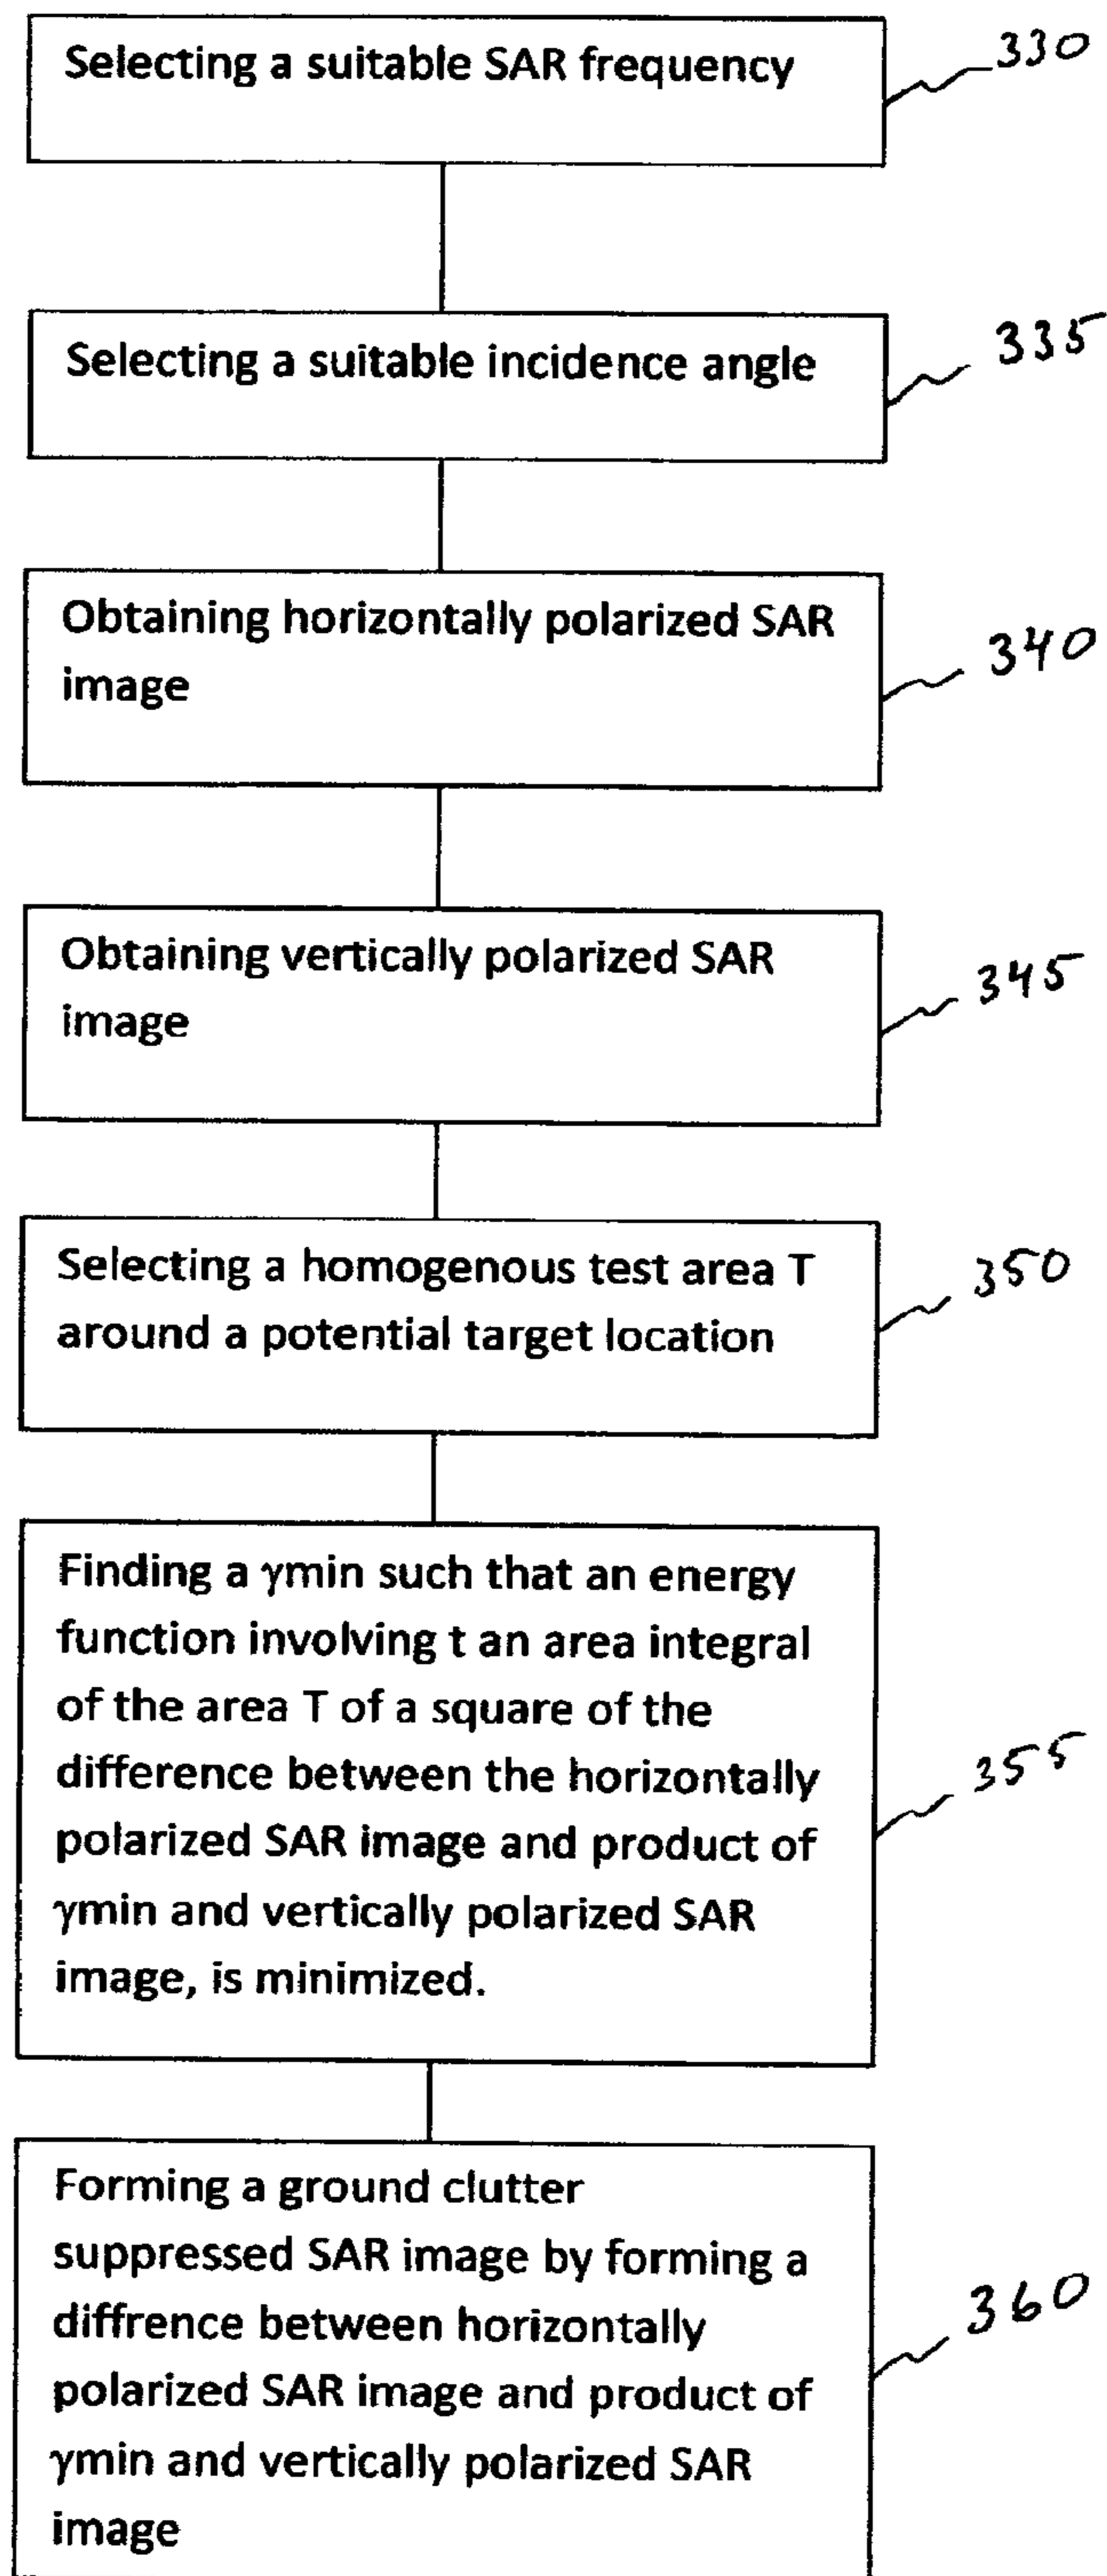 Selecting a suitable SAR frequency
330
Selecting a suitable incidence angle
335
Obtaining horizontally polarized SAR
image
340
Obtaining vertically polarized SAR
image
345
Selecting a homogenous test area T
around a potential target location
350
Finding a γmin such that an energy
function involving t an area integral
of the area T of a square of the
difference between the horizontally
polarized SAR image and product of
γmin and vertically polarized SAR
image, is minimized.
355
Forming a ground clutter
suppressed SAR image by forming a
diffrence between horizontally
polarized SAR image and product of
γmin and vertically polarized SAR
image
360